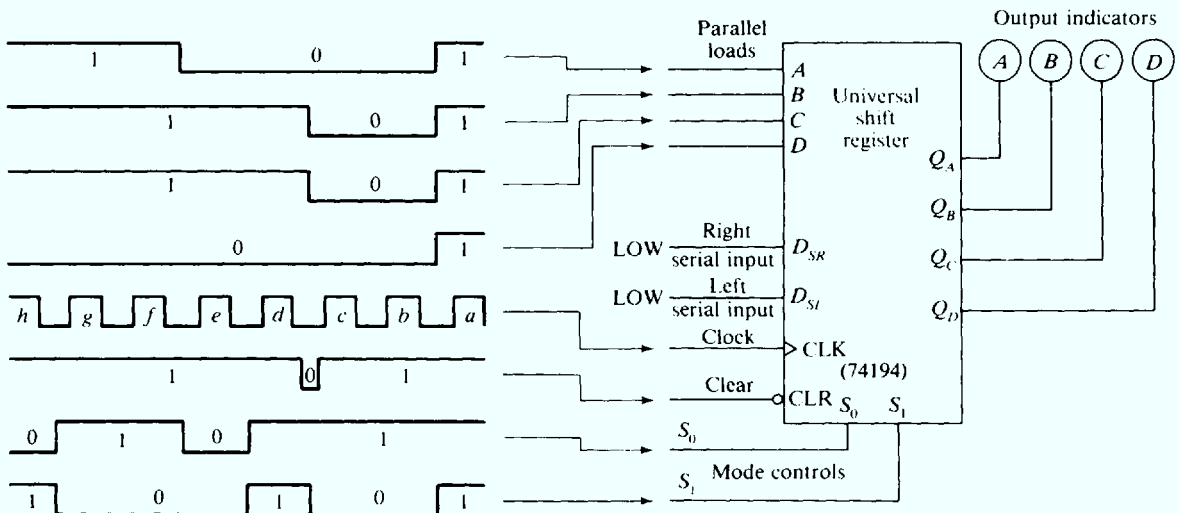 Output indicators
A B C D
Parallel
loads
1 0 1
A
B
Universal
shift
register
C
D
1 0 1
Q_A
1 0 1
Q_B
0 1
LOW Right
serial input
D_SR
Q_C
LOW Left
serial input
D_SL
Q_D
h g f e d c b a
Clock
CLK
(74194)
1 0 1
Clear
CLR
S_0 S_1
0 1 0 1
S_0
Mode controls
1 0 1 0 1
S_1